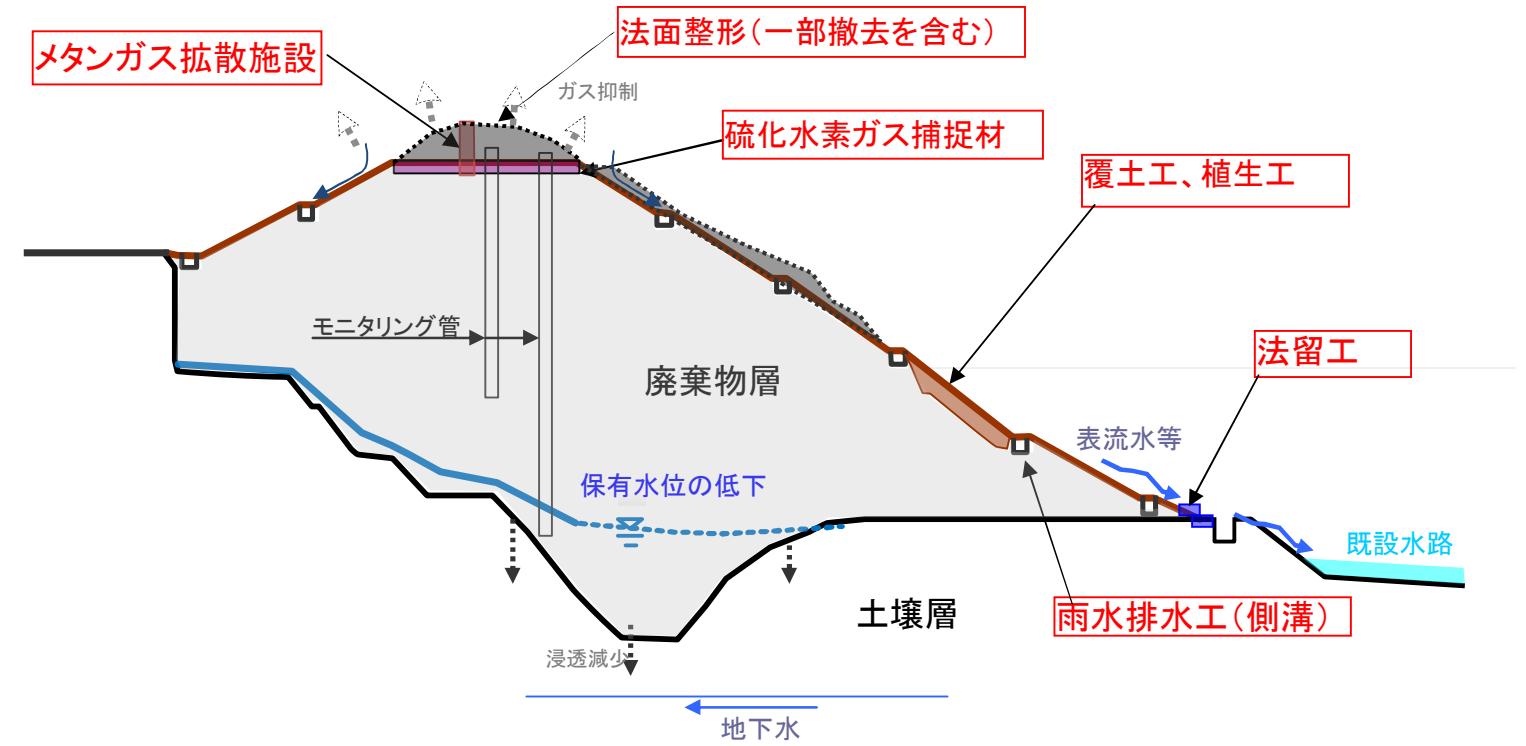 法面整形（一部撤去を含む）
メタンガス拡散施設
ガス抑制
硫化水素ガス捕捉材
覆土工、植生工
モニタリング管
法留工
廃棄物層
表流水等
保有水位の低下
既設水路
土壌層
雨水排水工（側溝）
浸透減少
地下水